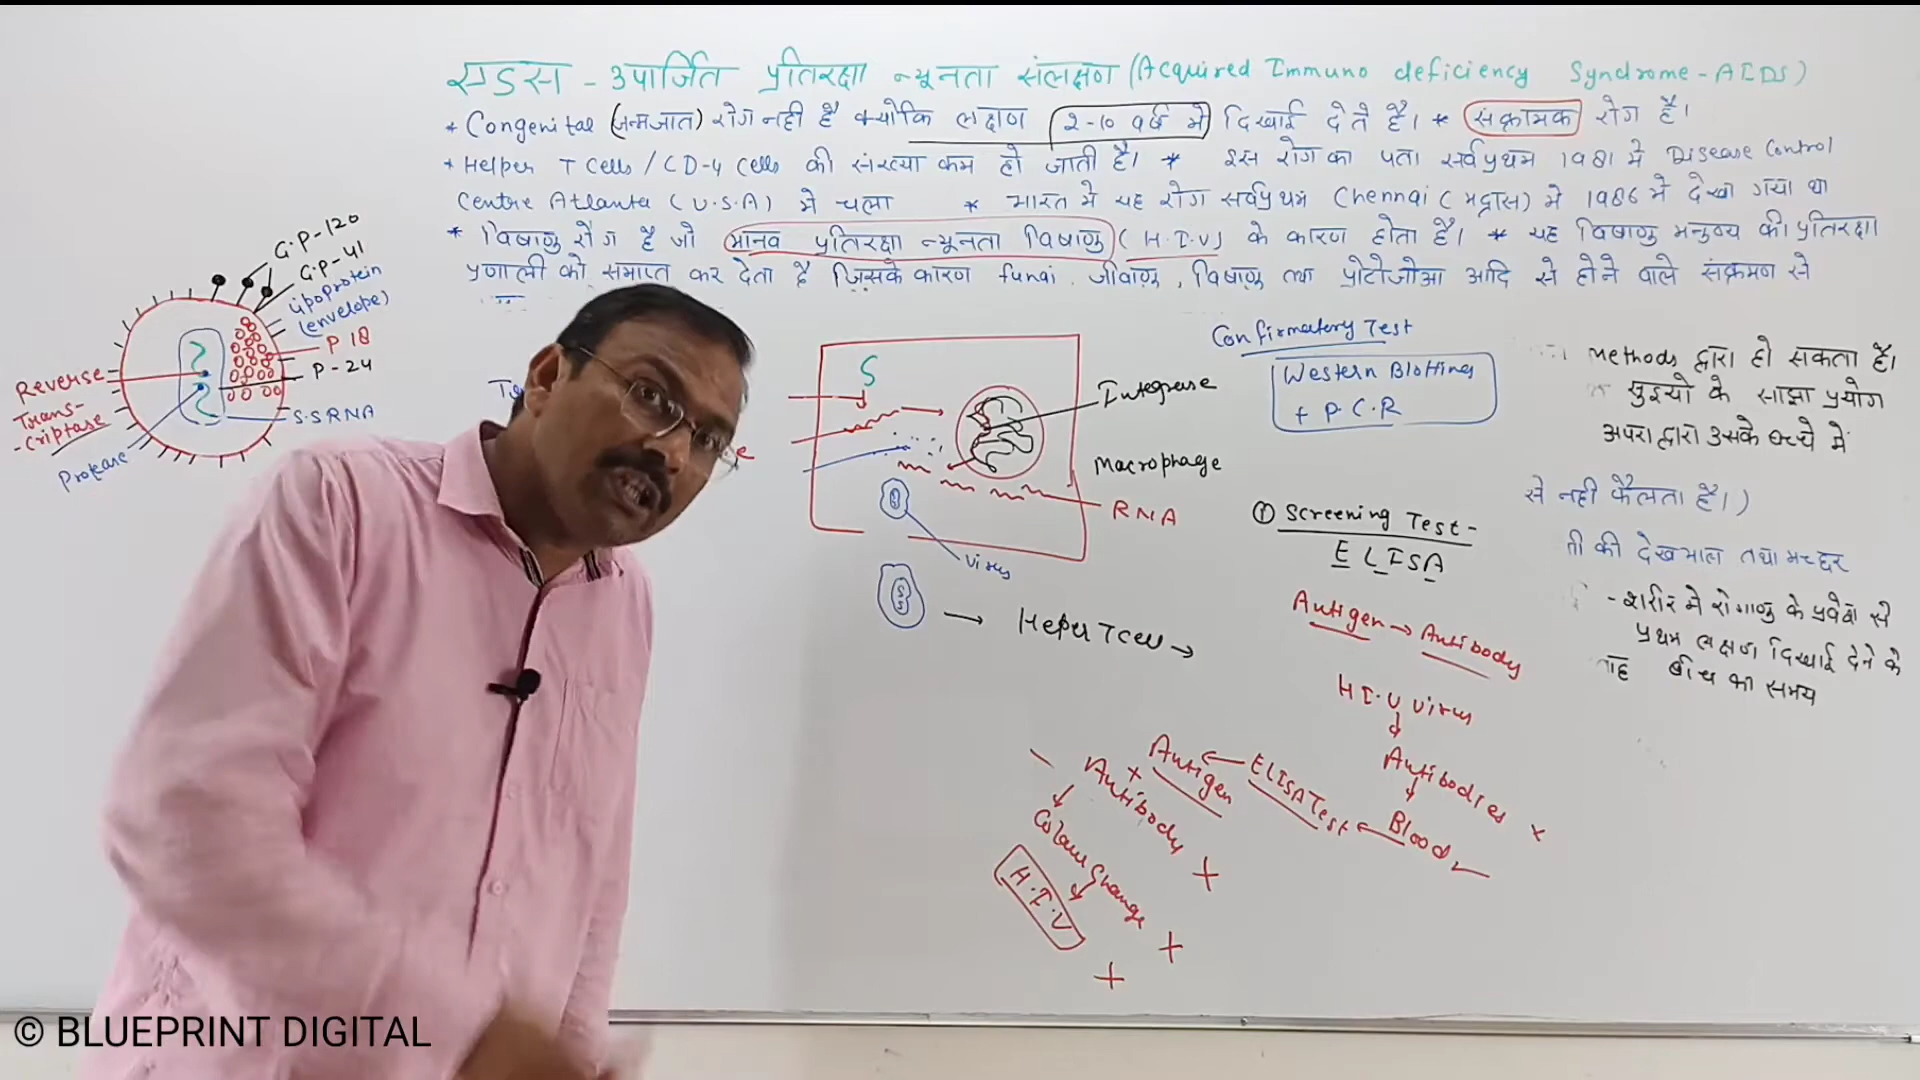 एड्स - उपार्जित प्रतिरक्षा न्यूनता संलक्षण (Acquired Immuno deficiency Syndrome - AIDS)
* Congenital (जन्मजात) रोग नही है क्योकि लक्षण 2-10 वर्ष मे दिखाई देते है। * संक्रामक रोग है।
* Helper T Cells / CD-4 Cells की संख्या कम हो जाती है। * इस रोग का पता सर्वप्रथम 1981 मे Disease Control
Centre Atlanta (U.S.A) मे चला * भारत मे यह रोग सर्वप्रथम Chennai (मद्रास) मे 1986 मे देखा गया था
* विषाणु रोग है जो मानव प्रतिरक्षा न्यूनता विषाणु (H.I.V) के कारण होता है। * यह विषाणु मनुष्य की प्रतिरक्षा
प्रणाली को समाप्त कर देता है जिसके कारण fungi, जीवाणु, विषाणु तथा प्रोटोजोआ आदि से होने वाले संक्रमण से
G.P-120
G.P-41
Lipoprotein
(envelope)
P 18
P-24
S.S RNA
Reverse
Trans-
-Criptase
Protease
S
Integrase
Macrophage
RNA
Virus
Heper T Cell →
Confirmatory Test
Western Blotting
+ P.C.R
① Screening Test -
ELISA
Antigen → Antibody
H.I.V Virus
Antibodies x
Blood
ELISA Test
Antigen
+
Antibody +
Colour Change +
H.I.V +
Methods द्वारा हो सकता है।
सुइयो के साझा प्रयोग
अपरा द्वारा उसके बच्चे में
से नही फैलता है।)
की देखभाल तथा मच्छर
- शरीर मे रोगाणु के प्रवेश से
प्रथम लक्षण दिखाई देने के
बीच का समय
© BLUEPRINT DIGITAL